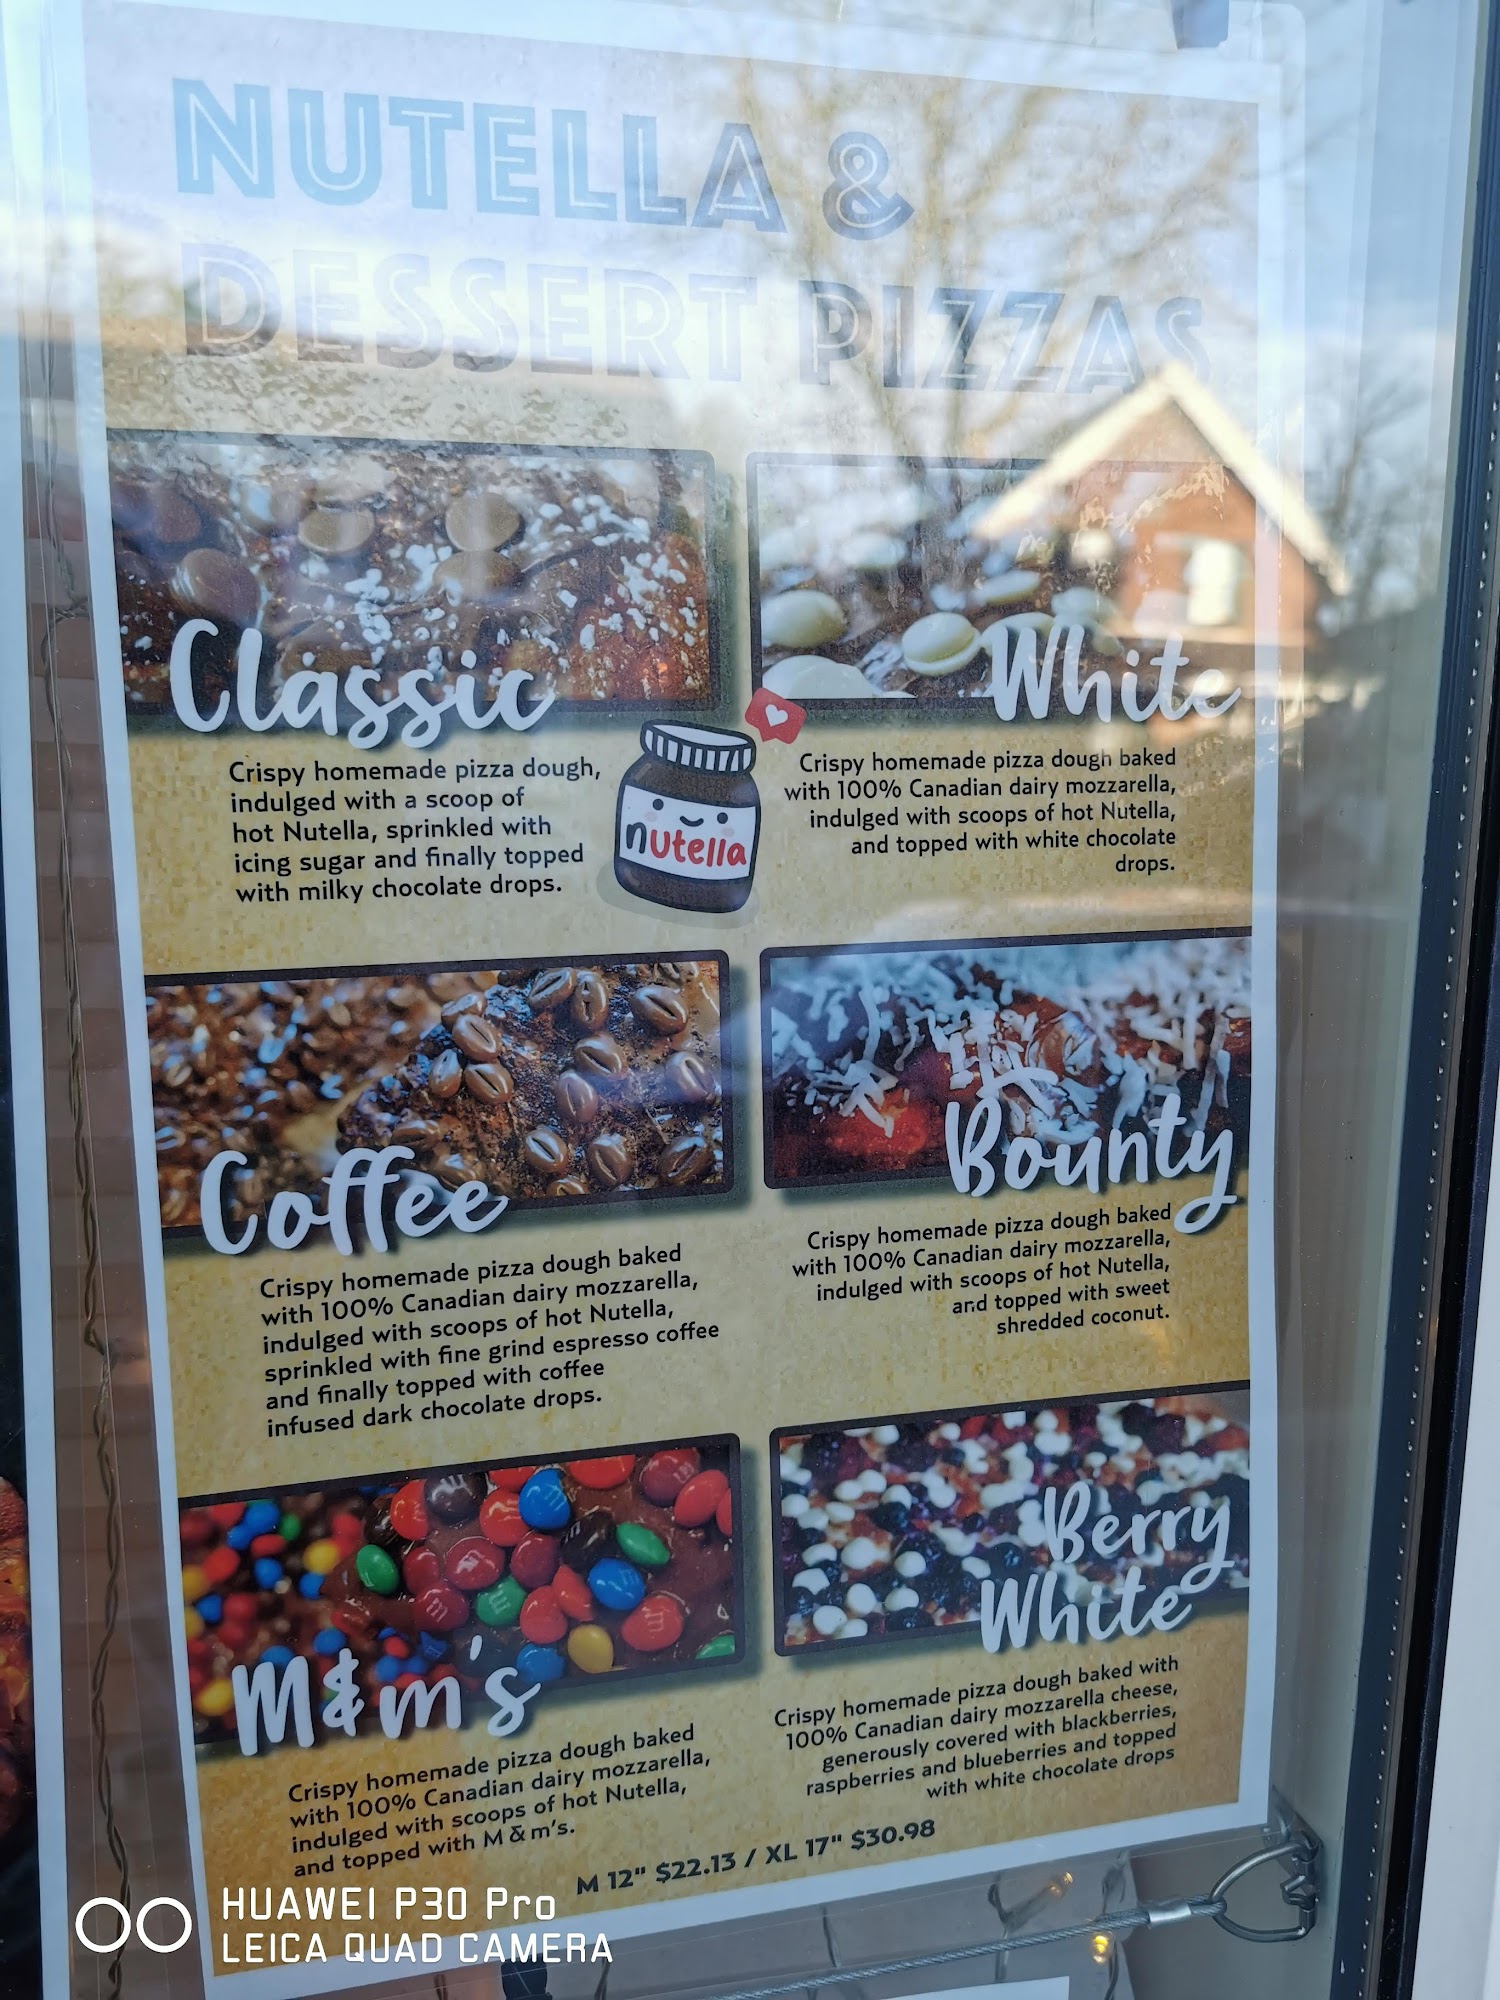 NUTELLA &
DESSERT PIZZAS
Classic
Crispy homemade pizza dough,
indulged with a scoop of
hot Nutella, sprinkled with
icing sugar and finally topped
with milky chocolate drops.
nutella
White
Crispy homemade pizza dough baked
with 100% Canadian dairy mozzarella,
indulged with scoops of hot Nutella,
and topped with white chocolate
drops.
Coffee
Crispy homemade pizza dough baked
with 100% Canadian dairy mozzarella,
indulged with scoops of hot Nutella,
sprinkled with fine grind espresso coffee
and finally topped with coffee
infused dark chocolate drops.
Bounty
Crispy homemade pizza dough baked
with 100% Canadian dairy mozzarella,
indulged with scoops of hot Nutella,
and topped with sweet
shredded coconut.
M&m's
Crispy homemade pizza dough baked
with 100% Canadian dairy mozzarella,
indulged with scoops of hot Nutella,
and topped with M & m's.
Berry
White
Crispy homemade pizza dough baked with
100% Canadian dairy mozzarella cheese,
generously covered with blackberries,
raspberries and blueberries and topped
with white chocolate drops
M 12" $22.13 / XL 17" $30.98
HUAWEI P30 Pro
LEICA QUAD CAMERA